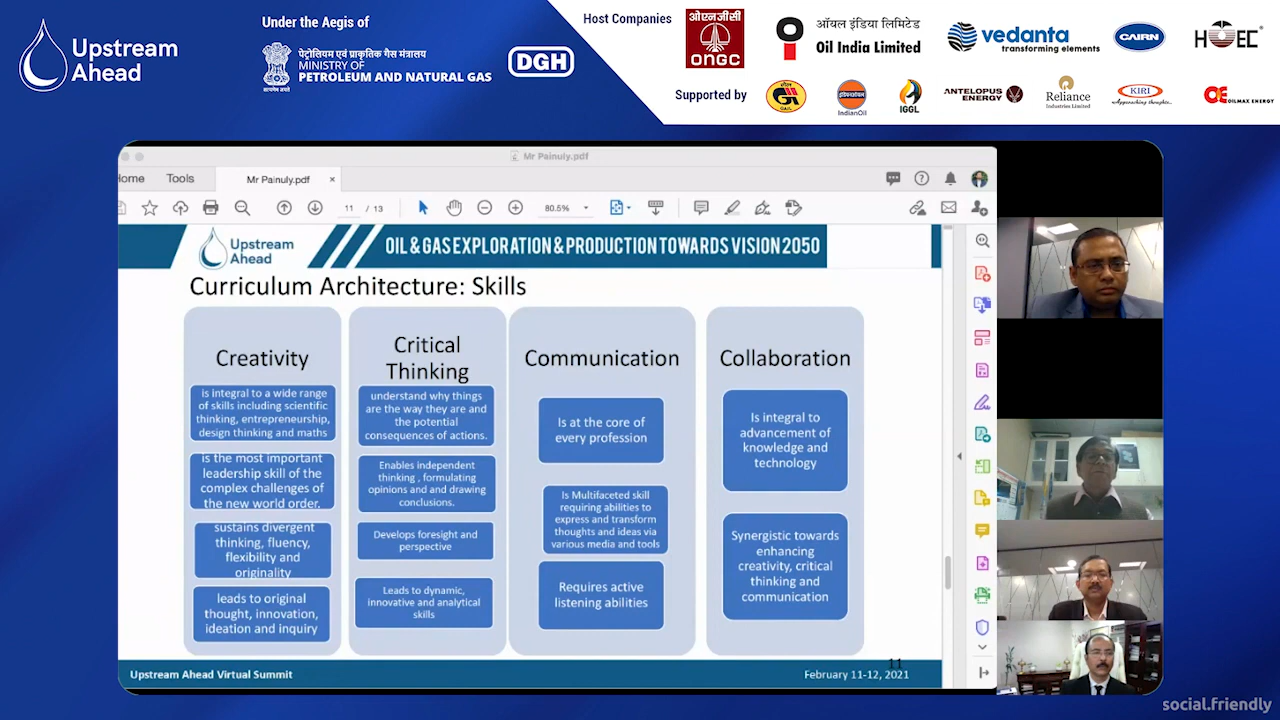 Upstream
Ahead
Under the Aegis of
पेट्रोलियम एवं प्राकृतिक गैस मंत्रालय
MINISTRY OF
PETROLEUM AND NATURAL GAS
सत्यमेव जयते
DGH
Host Companies
ओएनजीसी
ONGC
ऑयल इंडिया लिमिटेड
Oil India Limited
vedanta
transforming elements
CAIRN
HOEC
Supported by
GAIL
इंडियनऑयल
IndianOil
IGGL
ANTELOPUS
ENERGY
Reliance
Industries Limited
KIRI
Approaching thoughts..
OILMAX ENERGY
Mr Painuly.pdf
Home
Tools
Mr Painuly.pdf
×
11 / 13
80.6%
Upstream
Ahead
OIL & GAS EXPLORATION & PRODUCTION TOWARDS VISION 2050
Curriculum Architecture: Skills
Creativity
is integral to a wide range
of skills including scientific
thinking, entrepreneurship,
design thinking and maths
is the most important
leadership skill of the
complex challenges of
the new world order.
sustains divergent
thinking, fluency,
flexibility and
originality
leads to original
thought, innovation,
ideation and inquiry
Critical
Thinking
understand why things
are the way they are and
the potential
consequences of actions.
Enables independent
thinking , formulating
opinions and and drawing
conclusions.
Develops foresight and
perspective
Leads to dynamic,
innovative and analytical
skills
Communication
Is at the core of
every profession
Is Multifaceted skill
requiring abilities to
express and transform
thoughts and ideas via
various media and tools
Requires active
listening abilities
Collaboration
Is integral to
advancement of
knowledge and
technology
Synergistic towards
enhancing
creativity, critical
thinking and
communication
11
Upstream Ahead Virtual Summit
February 11-12, 2021
social.friendly